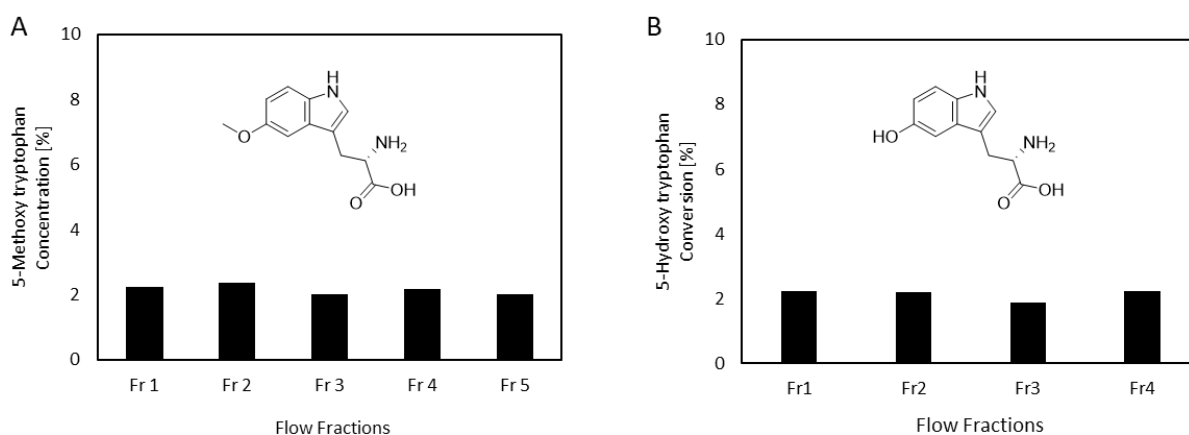 A
5-Methoxy tryptophan
Concentration [%]
10
8
6
4
2
0
H
N
O
NH2
O
OH
Fr 1 Fr 2 Fr 3 Fr 4 Fr 5
Flow Fractions
B
5-Hydroxy tryptophan
Conversion [%]
10
8
6
4
2
0
H
N
HO
NH2
O
OH
Fr1 Fr2 Fr3 Fr4
Flow Fractions